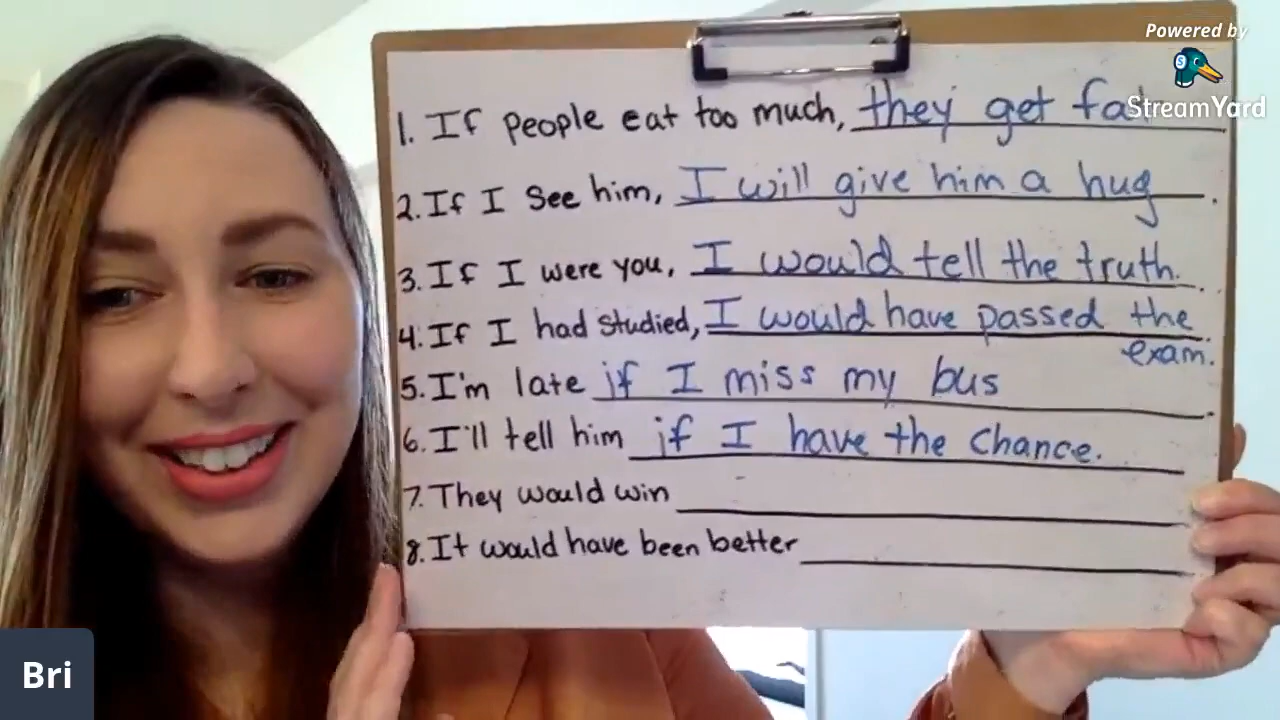 Powered by
StreamYard
1. If people eat too much, they get fat
2. If I see him, I will give him a hug.
3. If I were you, I would tell the truth.
4. If I had studied, I would have passed the
exam.
5. I'm late if I miss my bus.
6. I'll tell him if I have the chance.
7. They would win
8. It would have been better
Bri